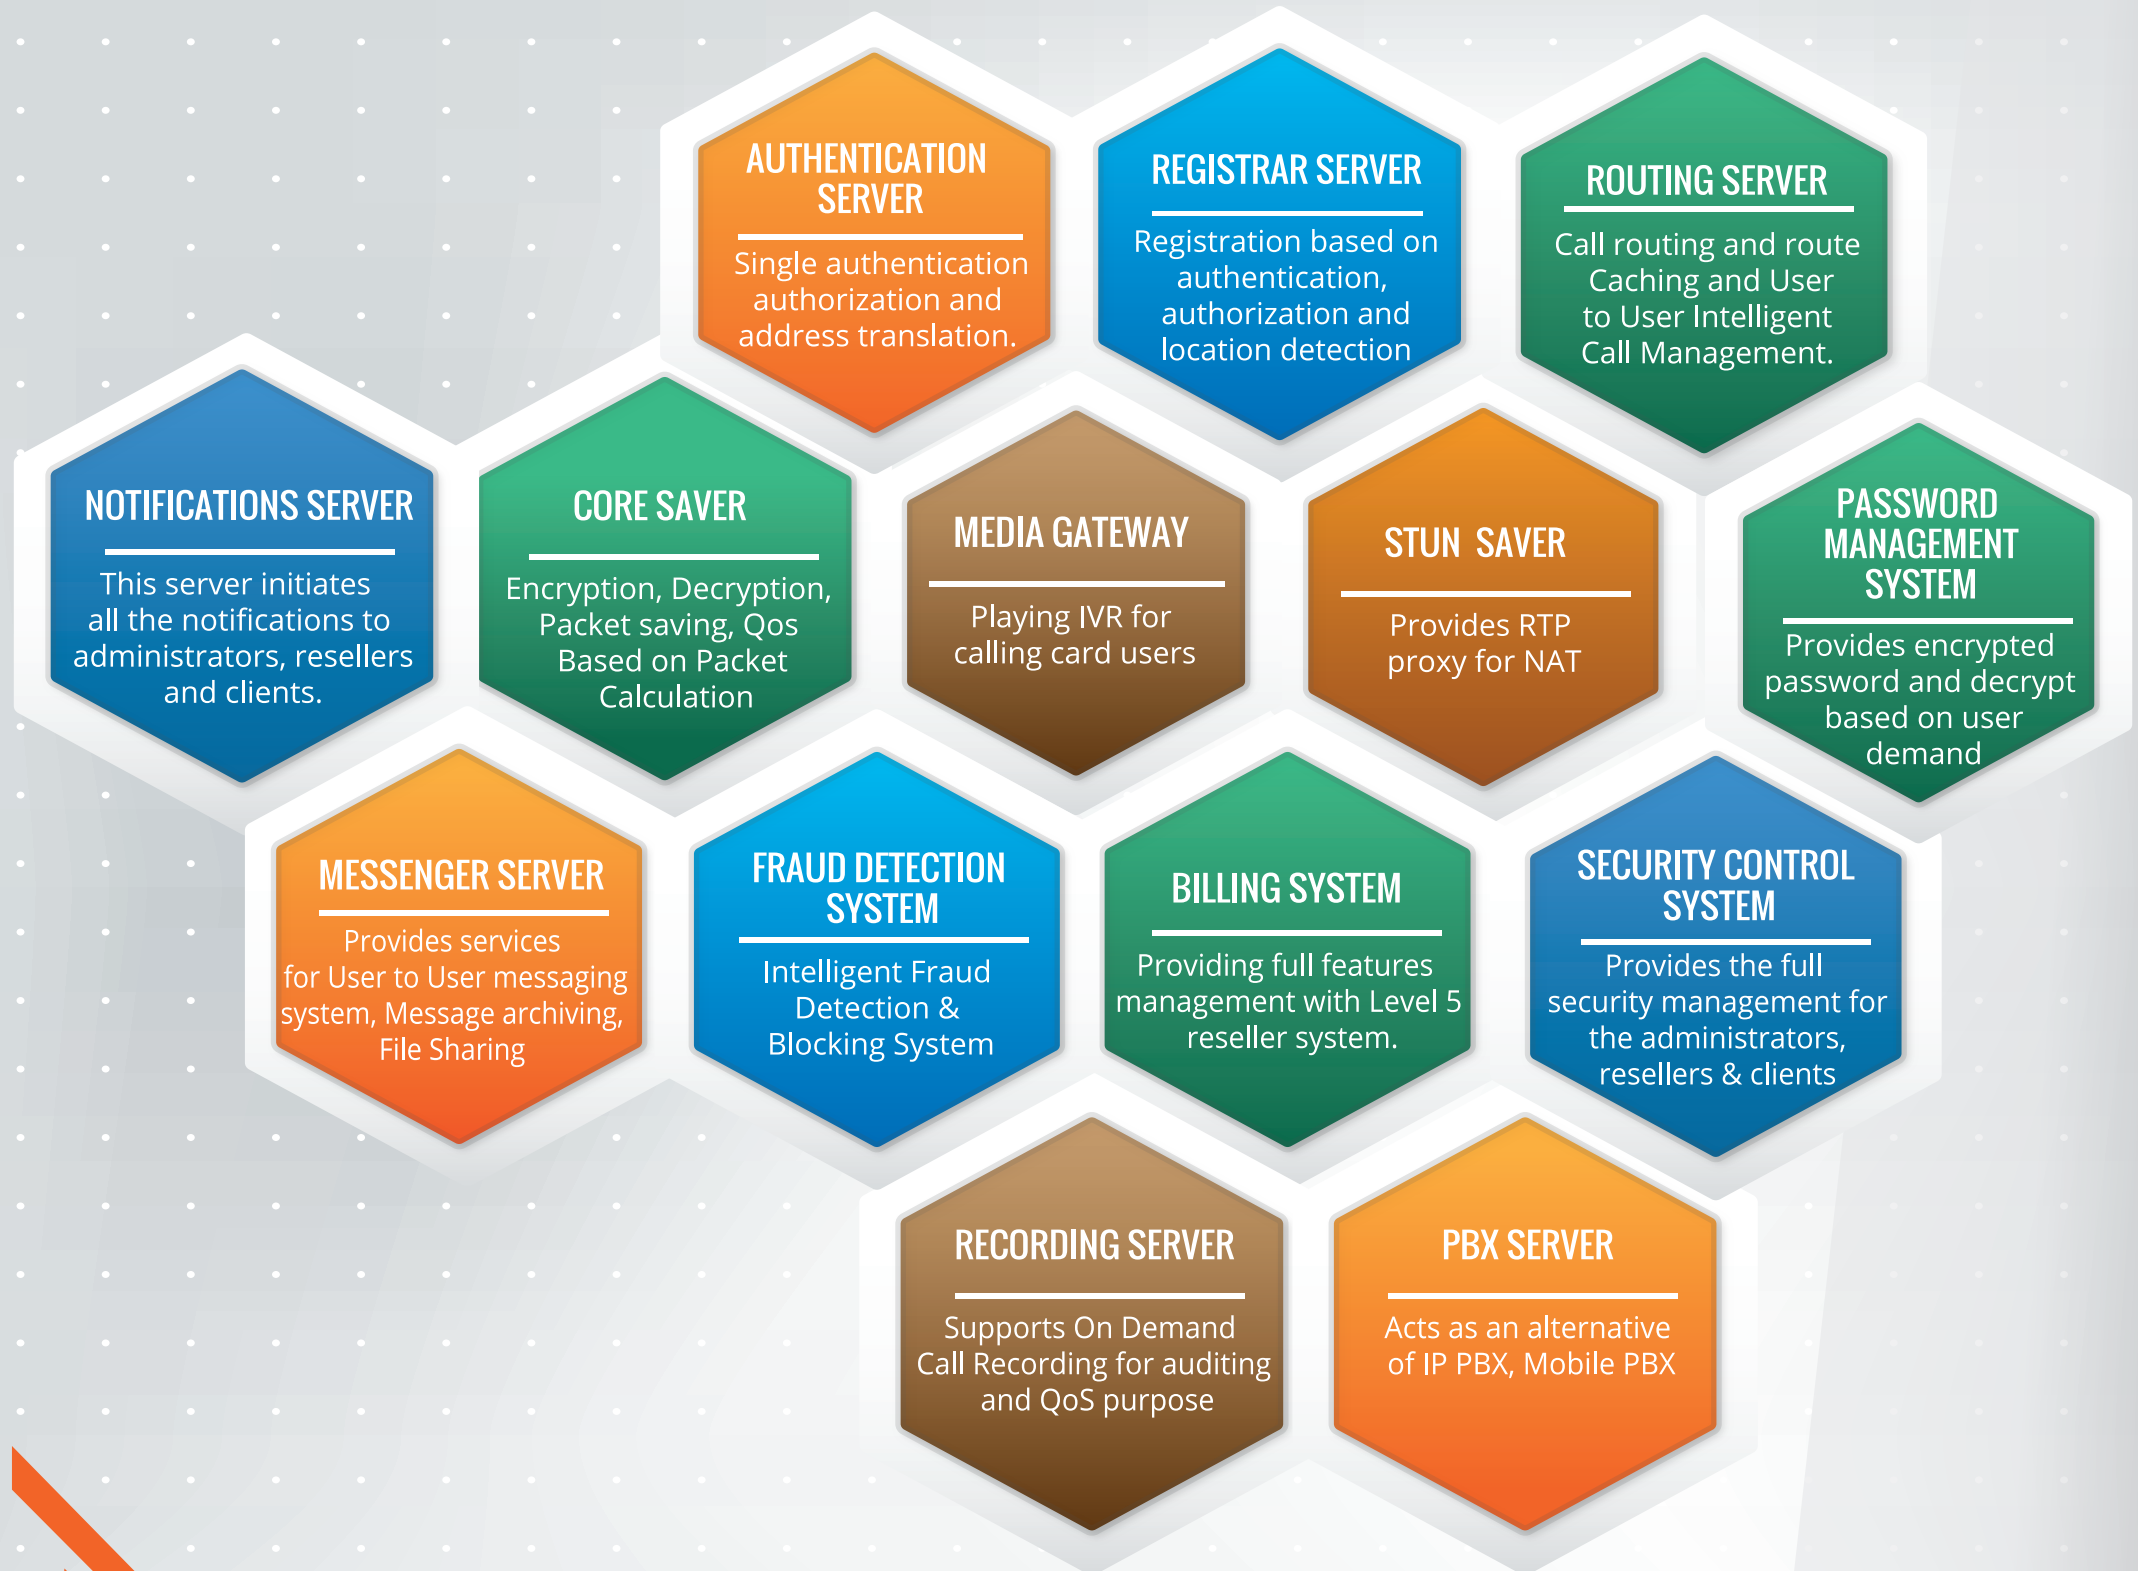 AUTHENTICATION
SERVER
Single authentication
authorization and
address translation.
REGISTRAR SERVER
Registration based on
authentication,
authorization and
location detection
ROUTING SERVER
Call routing and route
Caching and User
to User Intelligent
Call Management.
NOTIFICATIONS SERVER
This server initiates
all the notifications to
administrators, resellers
and clients.
CORE SAVER
Encryption, Decryption,
Packet saving, Qos
Based on Packet
Calculation
MEDIA GATEWAY
Playing IVR for
calling card users
STUN SAVER
Provides RTP
proxy for NAT
PASSWORD
MANAGEMENT
SYSTEM
Provides encrypted
password and decrypt
based on user
demand
MESSENGER SERVER
Provides services
for User to User messaging
system, Message archiving,
File Sharing
FRAUD DETECTION
SYSTEM
Intelligent Fraud
Detection &
Blocking System
BILLING SYSTEM
Providing full features
management with Level 5
reseller system.
SECURITY CONTROL
SYSTEM
Provides the full
security management for
the administrators,
resellers & clients
RECORDING SERVER
Supports On Demand
Call Recording for auditing
and QoS purpose
PBX SERVER
Acts as an alternative
of IP PBX, Mobile PBX